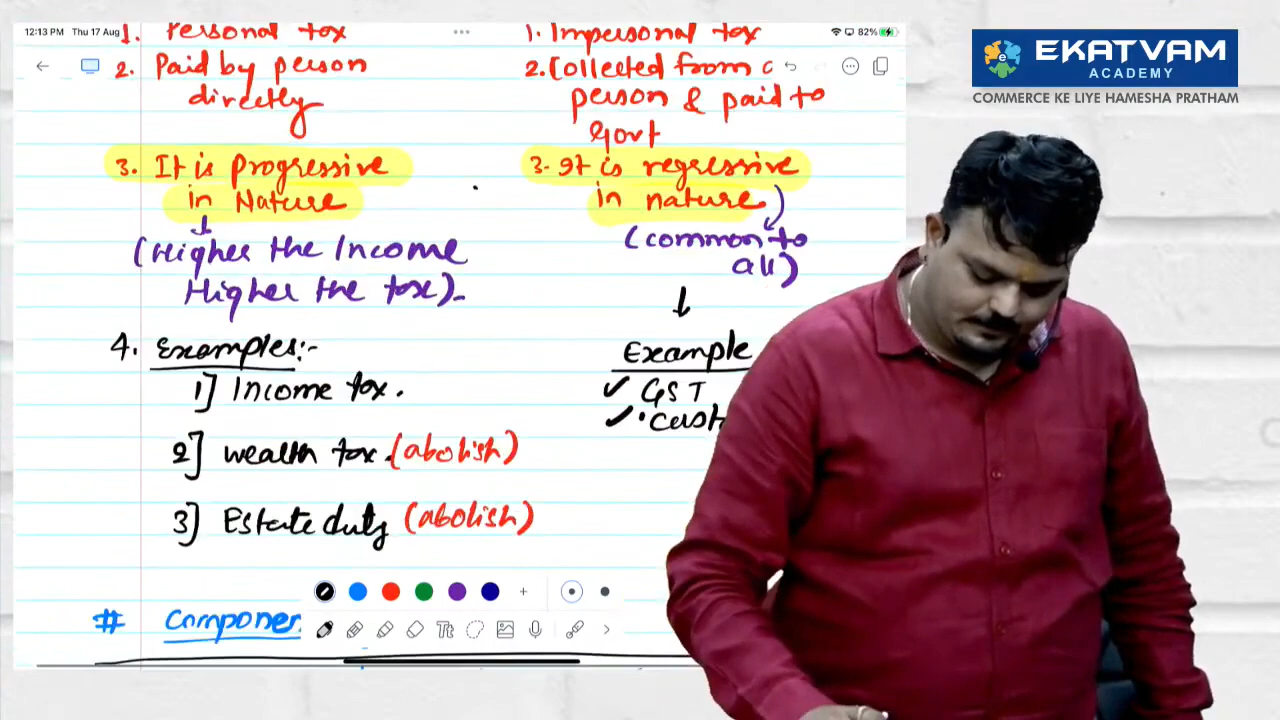 12:13 PM Thu 17 Aug
82%
1. Personal tax
2. Paid by person
directly
3. It is progressive
in Nature
(Higher the Income
Higher the tax).
4. Examples:-
1] Income tax.
2] wealth tax. (abolish)
3] Estate duty (abolish)
# Componen
1. Impersonal tax
2. Collected from
person & paid to
Govt
3. It is regressive
in nature
(common to
all)
Example
GST
Cust
Tt
EKATVAM
ACADEMY
COMMERCE KE LIYE HAMESHA PRATHAM